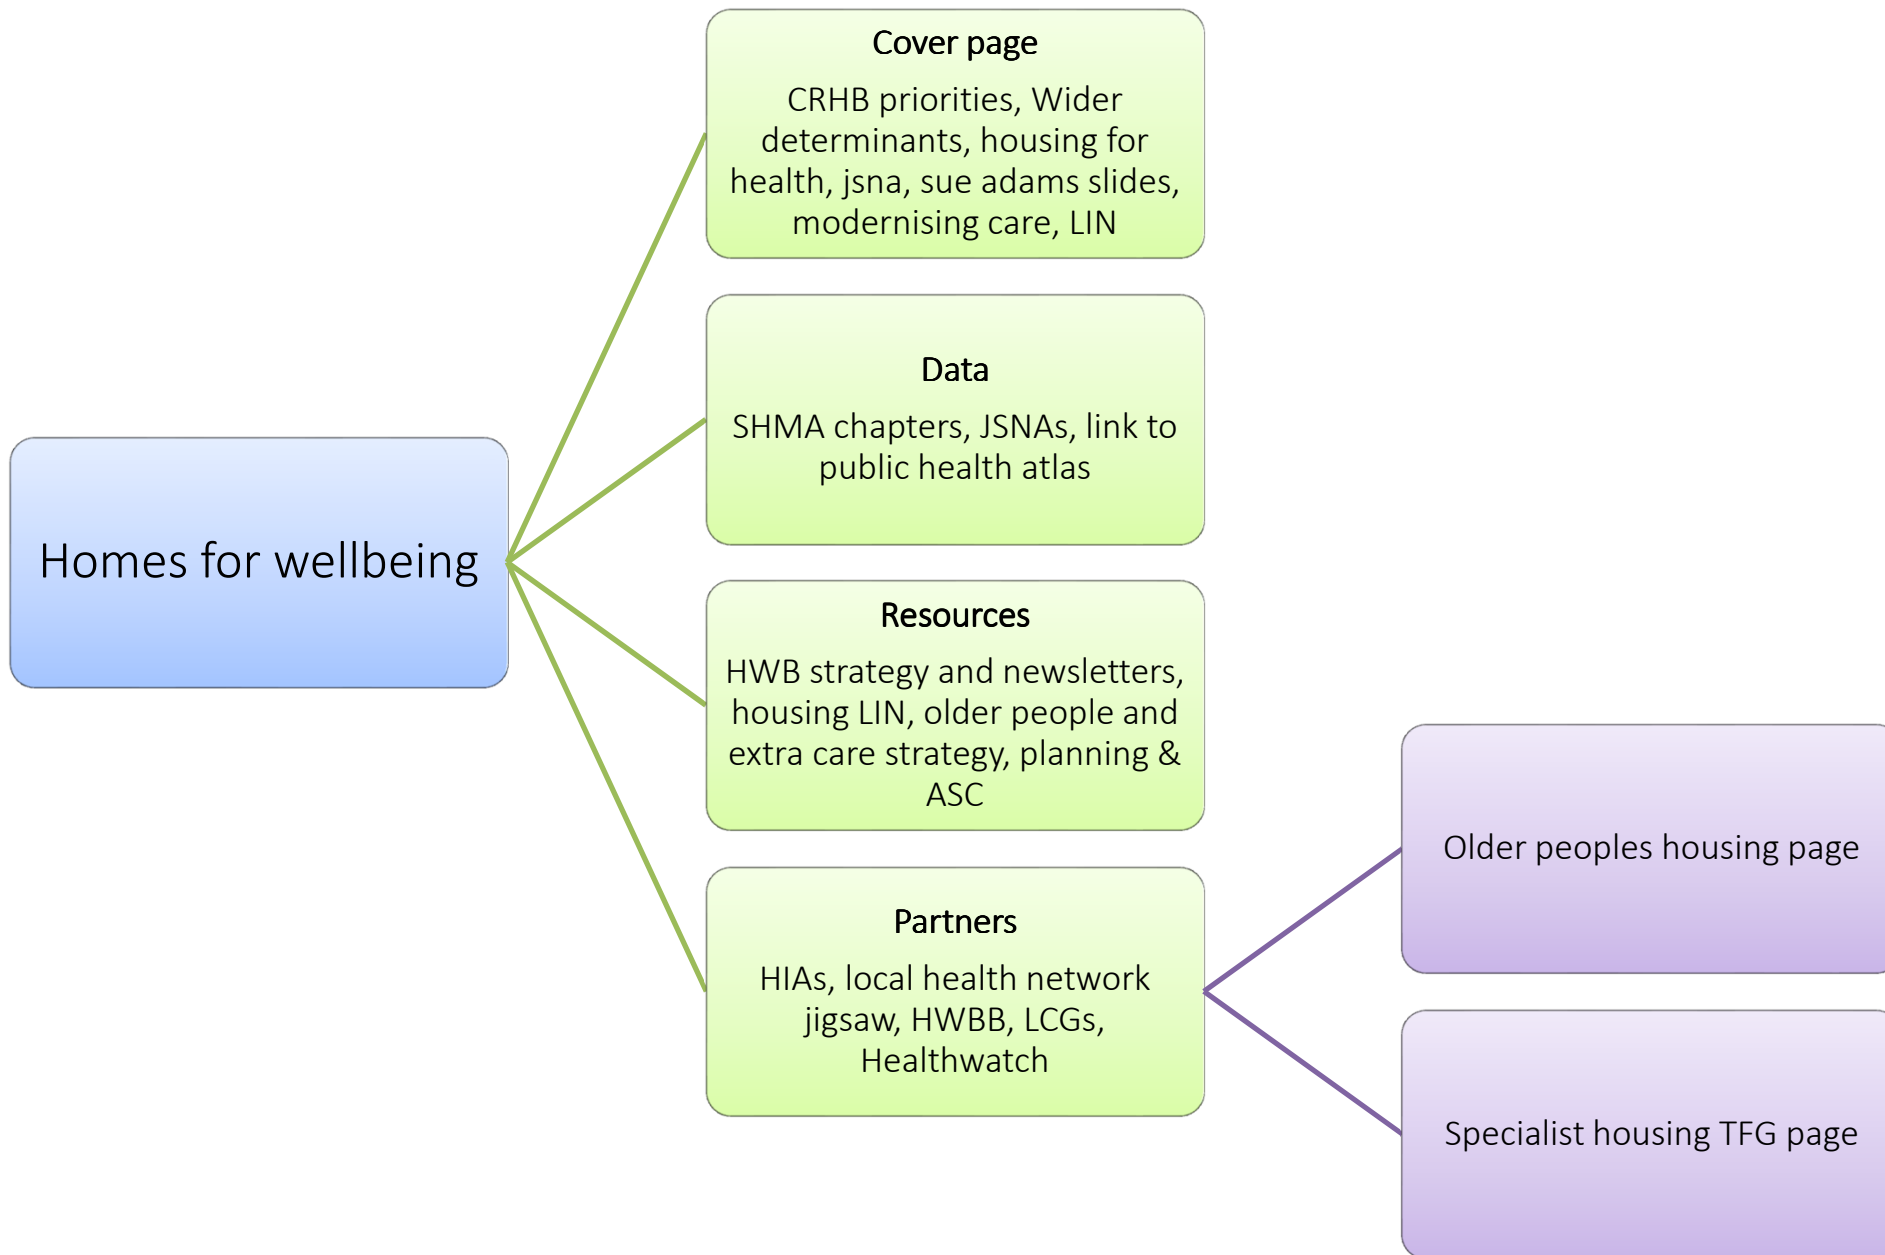 Homes for wellbeing
Cover page
CRHB priorities, Wider
determinants, housing for
health, jsna, sue adams slides,
modernising care, LIN
Data
SHMA chapters, JSNAs, link to
public health atlas
Resources
HWB strategy and newsletters,
housing LIN, older people and
extra care strategy, planning &
ASC
Partners
HIAs, local health network
jigsaw, HWBB, LCGs,
Healthwatch
Older peoples housing page
Specialist housing TFG page